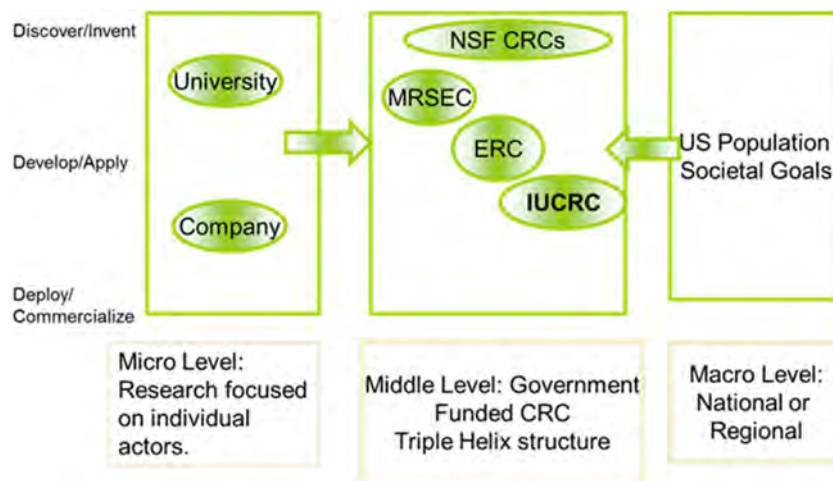 Discover/Invent
Develop/Apply
Deploy/
Commercialize
University
Company
NSF CRCs
MRSEC
ERC
IUCRC
US Population
Societal Goals
Micro Level:
Research focused
on individual
actors.
Middle Level: Government
Funded CRC
Triple Helix structure
Macro Level:
National or
Regional